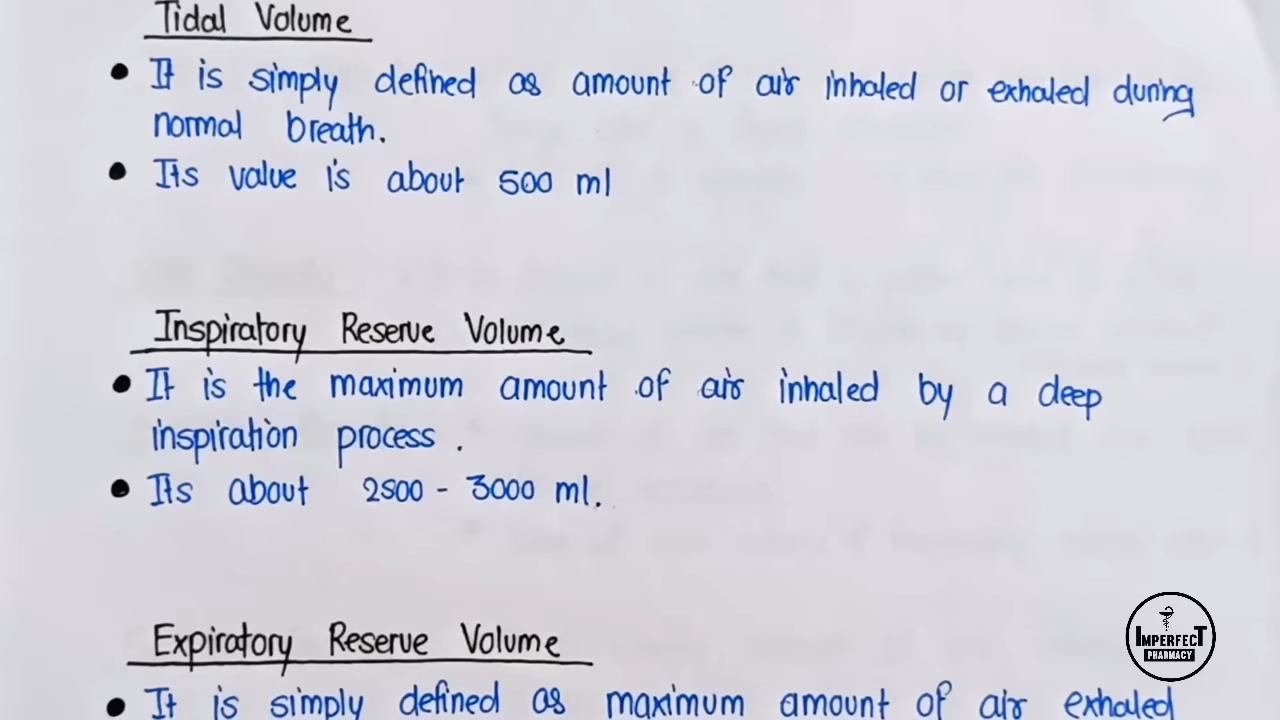 Tidal Volume
• It is simply defined as amount of air inhaled or exhaled during
normal breath.
• Its value is about 500 ml
Inspiratory Reserve Volume
• It is the maximum amount of air inhaled by a deep
inspiration process.
• Its about 2500 - 3000 ml.
Expiratory Reserve Volume
• It is simply defined as maximum amount of air exhaled
IMPERFECT
PHARMACY